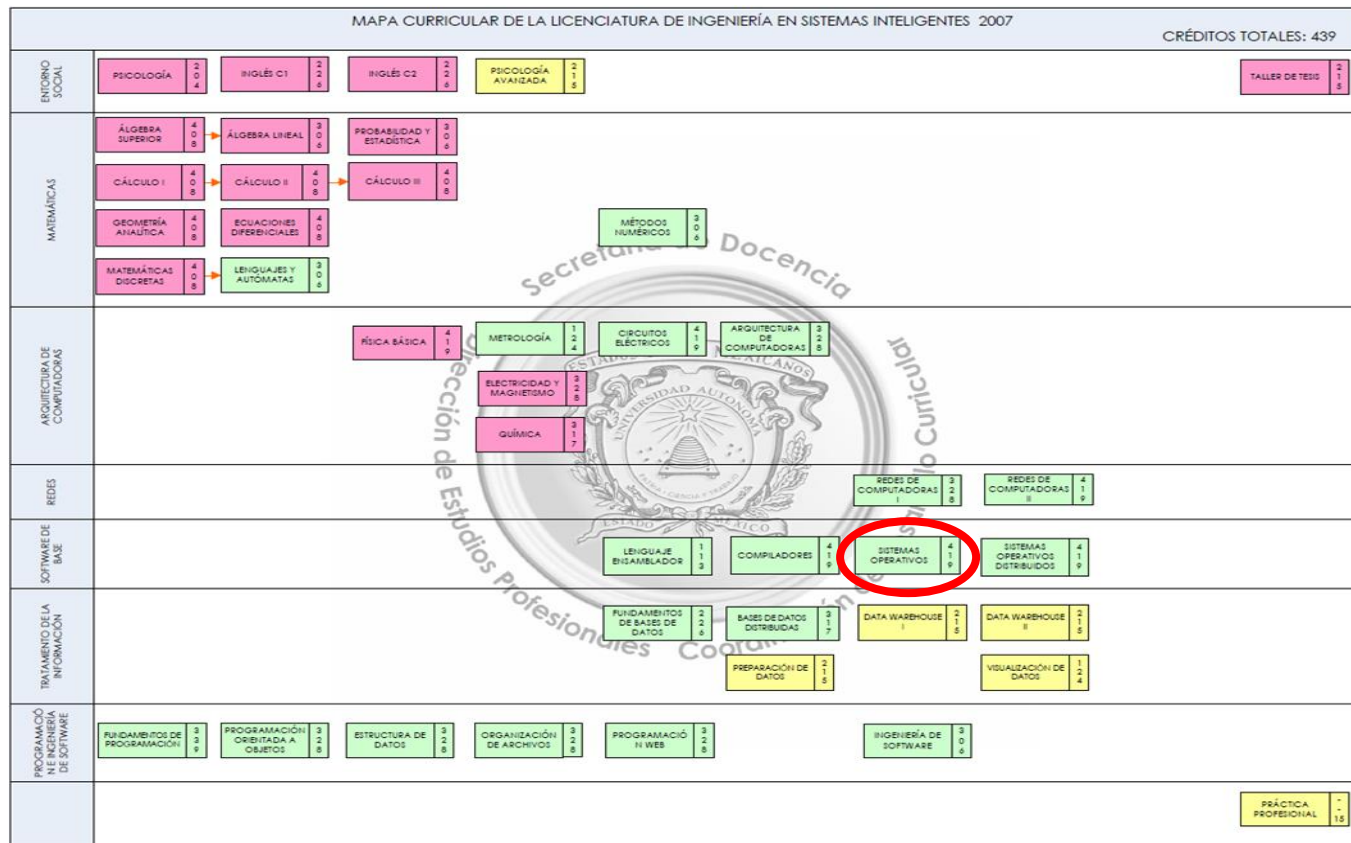 MAPA CURRICULAR DE LA LICENCIATURA DE INGENIERÍA EN SISTEMAS INTELIGENTES 2007
CRÉDITOS TOTALES: 439
ENTORNO
SOCIAL
PSICOLOGÍA
2
0
4
INGLÉS C1
2
2
6
INGLÉS C2
2
2
6
PSICOLOGÍA
AVANZADA
2
1
5
TALLER DE TESIS
2
1
5
MATEMÁTICAS
ÁLGEBRA
SUPERIOR
4
0
8
ÁLGEBRA LINEAL
3
0
6
PROBABILIDAD Y
ESTADÍSTICA
3
0
6
CÁLCULO I
4
0
8
CÁLCULO II
4
0
8
CÁLCULO III
4
0
8
GEOMETRÍA
ANALÍTICA
4
0
8
ECUACIONES
DIFERENCIALES
4
0
8
MÉTODOS
NUMÉRICOS
3
0
6
MATEMÁTICAS
DISCRETAS
4
0
8
LENGUAJES Y
AUTÓMATAS
3
0
6
ARQUITECTURA DE
COMPUTADORAS
FÍSICA BÁSICA
4
1
9
METROLOGÍA
1
2
4
CIRCUITOS
ELÉCTRICOS
4
1
9
ARQUITECTURA
DE
COMPUTADORAS
3
2
8
ELECTRICIDAD Y
MAGNETISMO
3
2
8
QUÍMICA
3
1
7
REDES
REDES DE
COMPUTADORAS
I
3
2
8
REDES DE
COMPUTADORAS
II
4
1
9
SOFTWARE DE
BASE
LENGUAJE
ENSAMBLADOR
1
1
3
COMPILADORES
4
1
9
SISTEMAS
OPERATIVOS
4
1
9
SISTEMAS
OPERATIVOS
DISTRIBUIDOS
4
1
9
TRATAMIENTO DE LA
INFORMACIÓN
FUNDAMENTOS
DE BASES DE
DATOS
2
2
6
BASES DE DATOS
DISTRIBUIDAS
3
1
7
DATA WAREHOUSE
I
2
1
5
DATA WAREHOUSE
II
2
1
5
PREPARACIÓN DE
DATOS
2
1
5
VISUALIZACIÓN DE
DATOS
1
2
4
PROGRAMACIÓ
N E INGENIERÍA
DE SOFTWARE
FUNDAMENTOS DE
PROGRAMACIÓN
3
3
9
PROGRAMACIÓN
ORIENTADA A
OBJETOS
3
2
8
ESTRUCTURA DE
DATOS
3
2
8
ORGANIZACIÓN
DE ARCHIVOS
3
2
8
PROGRAMACIÓ
N WEB
3
2
8
INGENIERÍA DE
SOFTWARE
3
0
6
PRÁCTICA
PROFESIONAL
-
-
15
Docencia
de Estudios Profesionales
Curricular